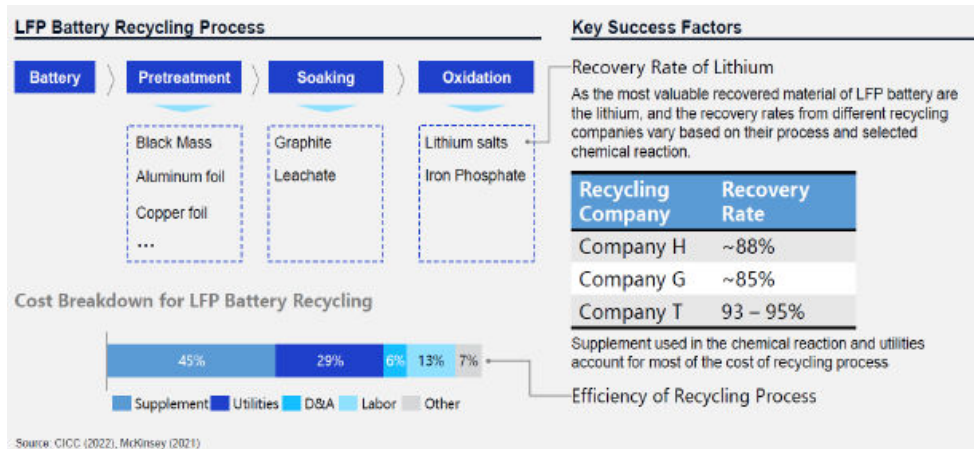 LFP Battery Recycling Process
Battery
Pretreatment
Soaking
Oxidation
Black Mass
Aluminum foil
Copper foil
...
Graphite
Leachate
Lithium salts
Iron Phosphate
Cost Breakdown for LFP Battery Recycling
45% 29% 6% 13% 7%
Supplement Utilities D&A Labor Other
Source: CICC (2022), McKinsey (2021)
Key Success Factors
Recovery Rate of Lithium
As the most valuable recovered material of LFP battery are
the lithium, and the recovery rates from different recycling
companies vary based on their process and selected
chemical reaction.
Recycling Recovery
Company Rate
Company H ~88%
Company G ~85%
Company T 93 – 95%
Supplement used in the chemical reaction and utilities
account for most of the cost of recycling process
Efficiency of Recycling Process